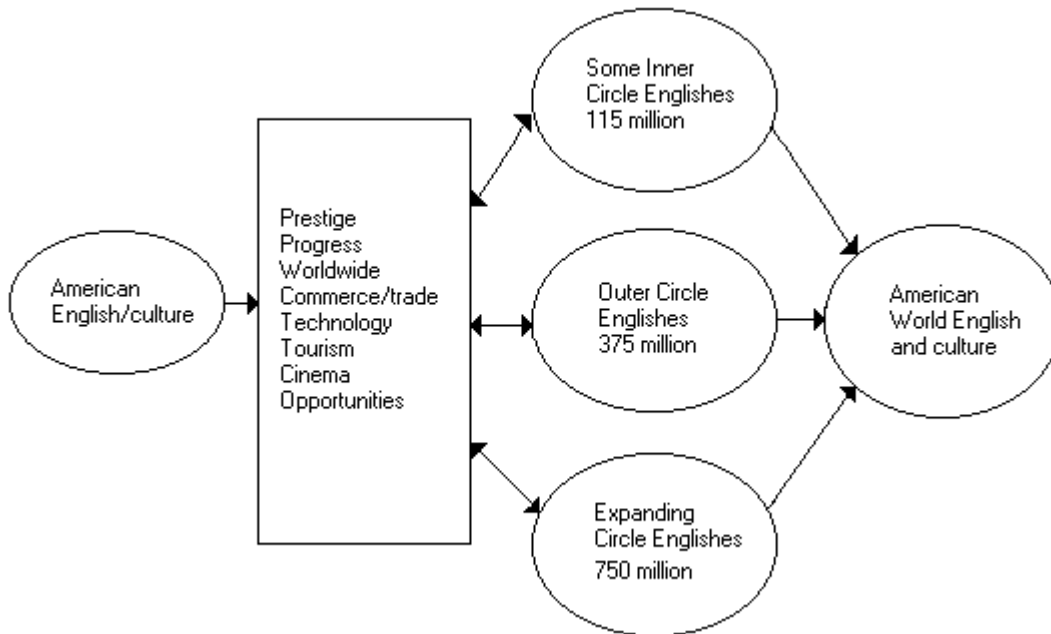 American
English/culture
Prestige
Progress
Worldwide
Commerce/trade
Technology
Tourism
Cinema
Opportunities
Some Inner
Circle Englishes
115 million
Outer Circle
Englishes
375 million
Expanding
Circle Englishes
750 million
American
World English
and culture